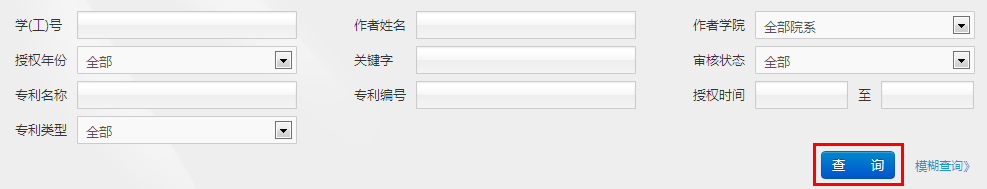 学(工)号 作者姓名 作者学院 全部院系
授权年份 全部 关键字 审核状态 全部
专利名称 专利编号 授权时间 至
专利类型 全部
查 询 模糊查询》